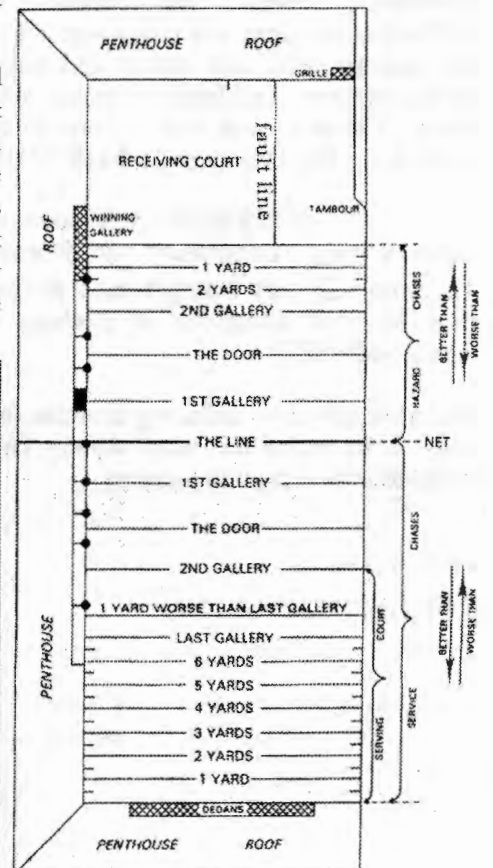 PENTHOUSE ROOF
GRILLE
RECEIVING COURT
fault line
TAMBOUR
ROOF
WINNING
GALLERY
1 YARD
2 YARDS
2ND GALLERY
THE DOOR
1ST GALLERY
THE LINE
NET
CHASES
HAZARD
BETTER THAN
WORSE THAN
1ST GALLERY
THE DOOR
2ND GALLERY
1 YARD WORSE THAN LAST GALLERY
LAST GALLERY
6 YARDS
5 YARDS
4 YARDS
3 YARDS
2 YARDS
1 YARD
PENTHOUSE
SERVING COURT
SERVICE CHASES
BETTER THAN
WORSE THAN
DEDANS
PENTHOUSE ROOF